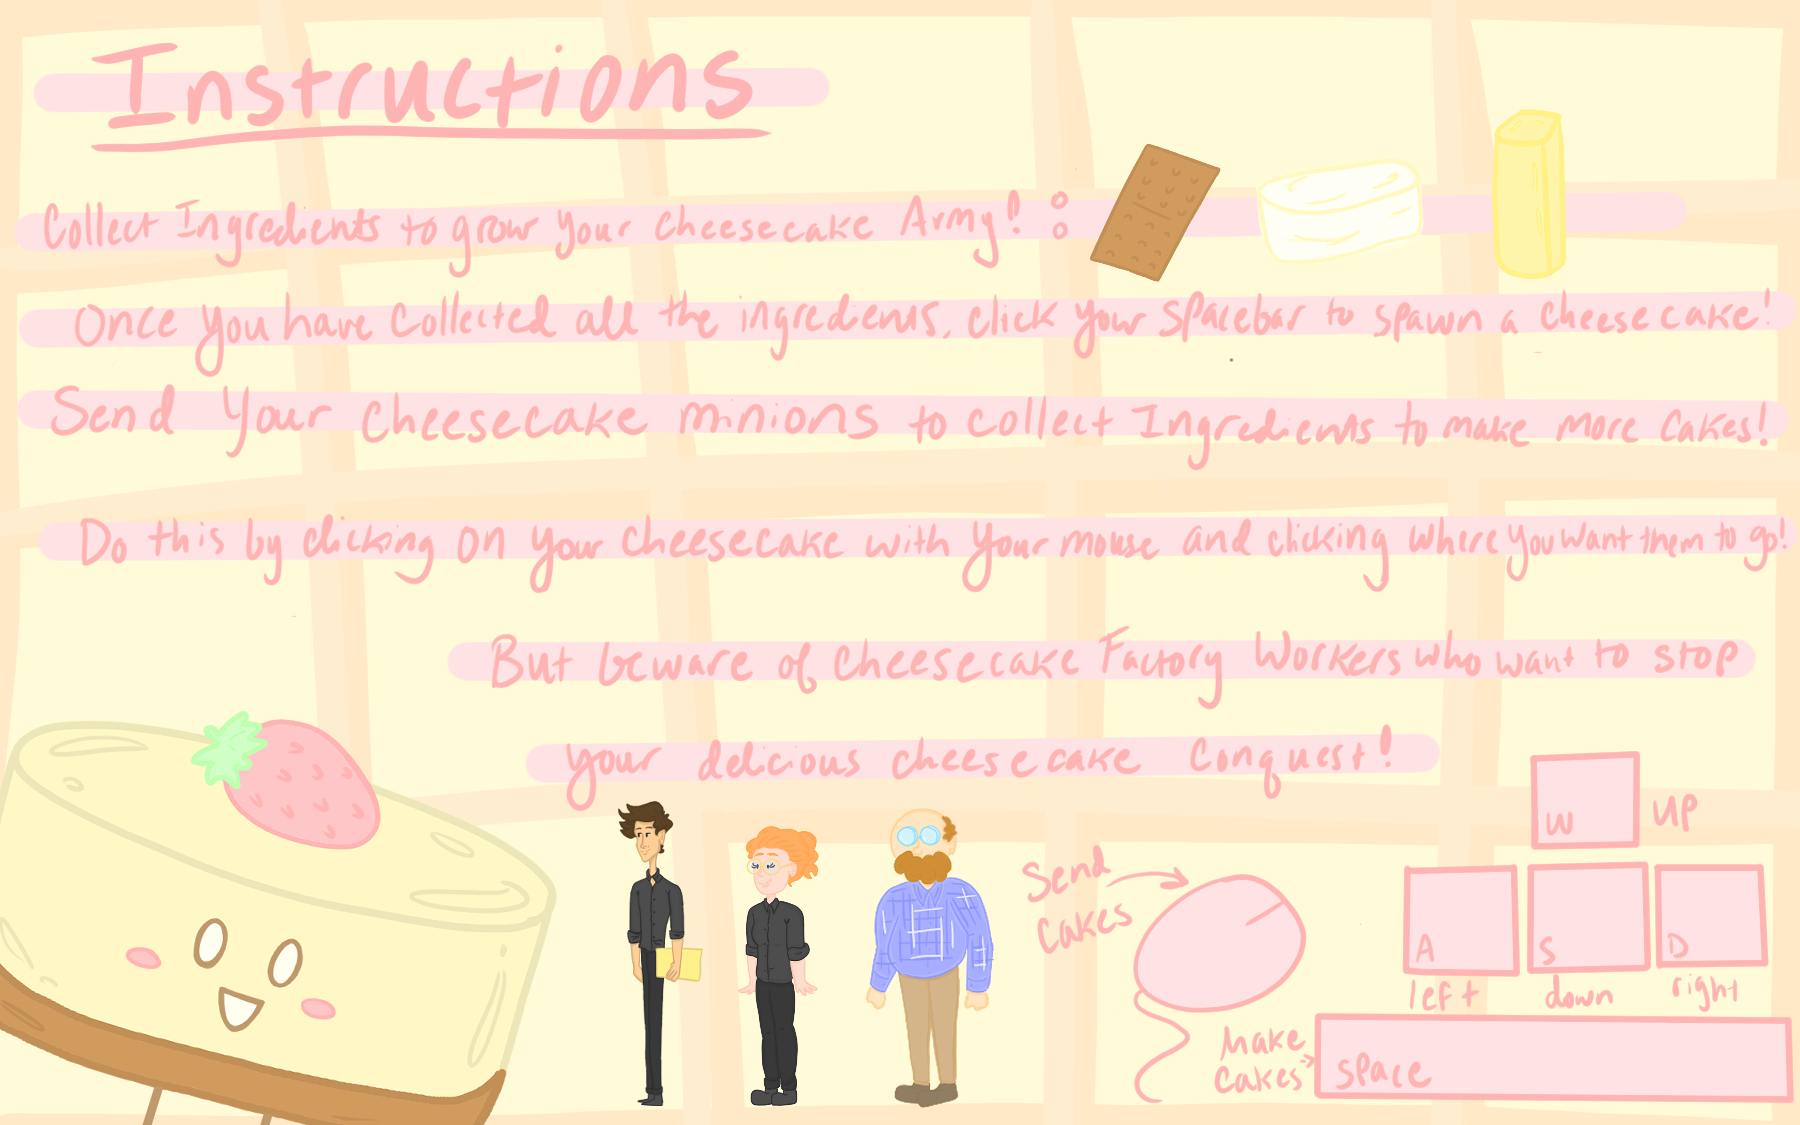 Instructions
Collect Ingredients to grow your cheesecake Army! :
Once you have collected all the ingredients, click your spacebar to spawn a cheesecake!
Send your cheesecake minions to collect Ingredients to make more cakes!
Do this by clicking on your cheesecake with your mouse and clicking where you want them to go!
But beware of cheesecake Factory Workers who want to stop
your delicious cheesecake conquest!
Send
cakes
W
UP
A
S
D
left
down
right
Make
cakes
space